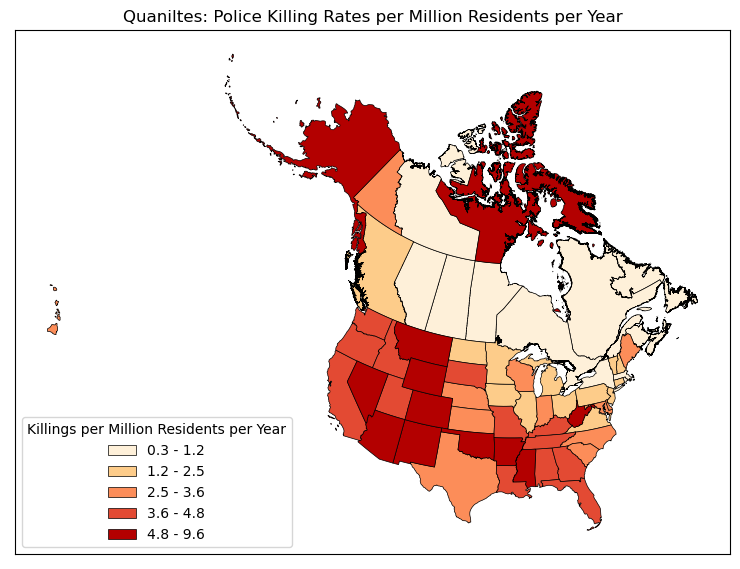 Quaniltes: Police Killing Rates per Million Residents per Year
Killings per Million Residents per Year
0.3 - 1.2
1.2 - 2.5
2.5 - 3.6
3.6 - 4.8
4.8 - 9.6